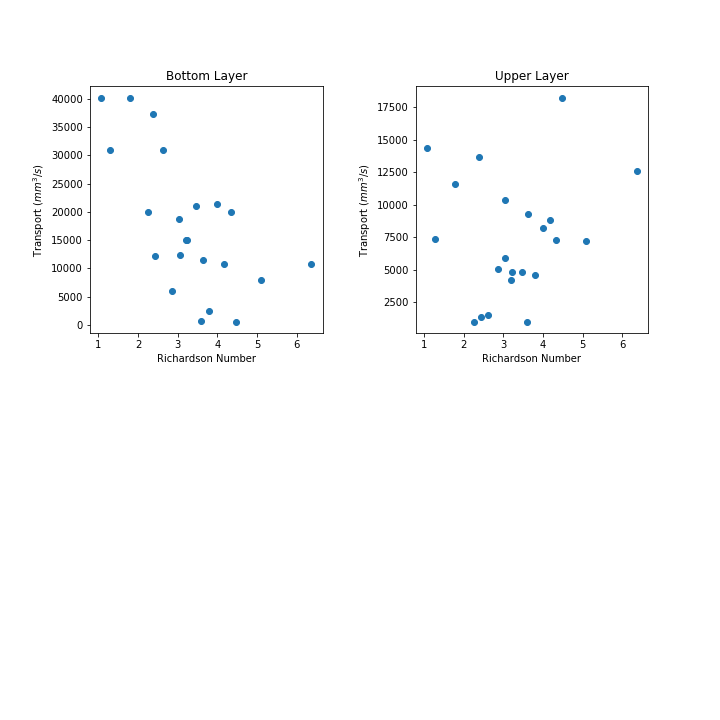 Bottom Layer
Transport (mm³/s)
40000
35000
30000
25000
20000
15000
10000
5000
0
1 2 3 4 5 6
Richardson Number
Upper Layer
Transport (mm³/s)
17500
15000
12500
10000
7500
5000
2500
1 2 3 4 5 6
Richardson Number